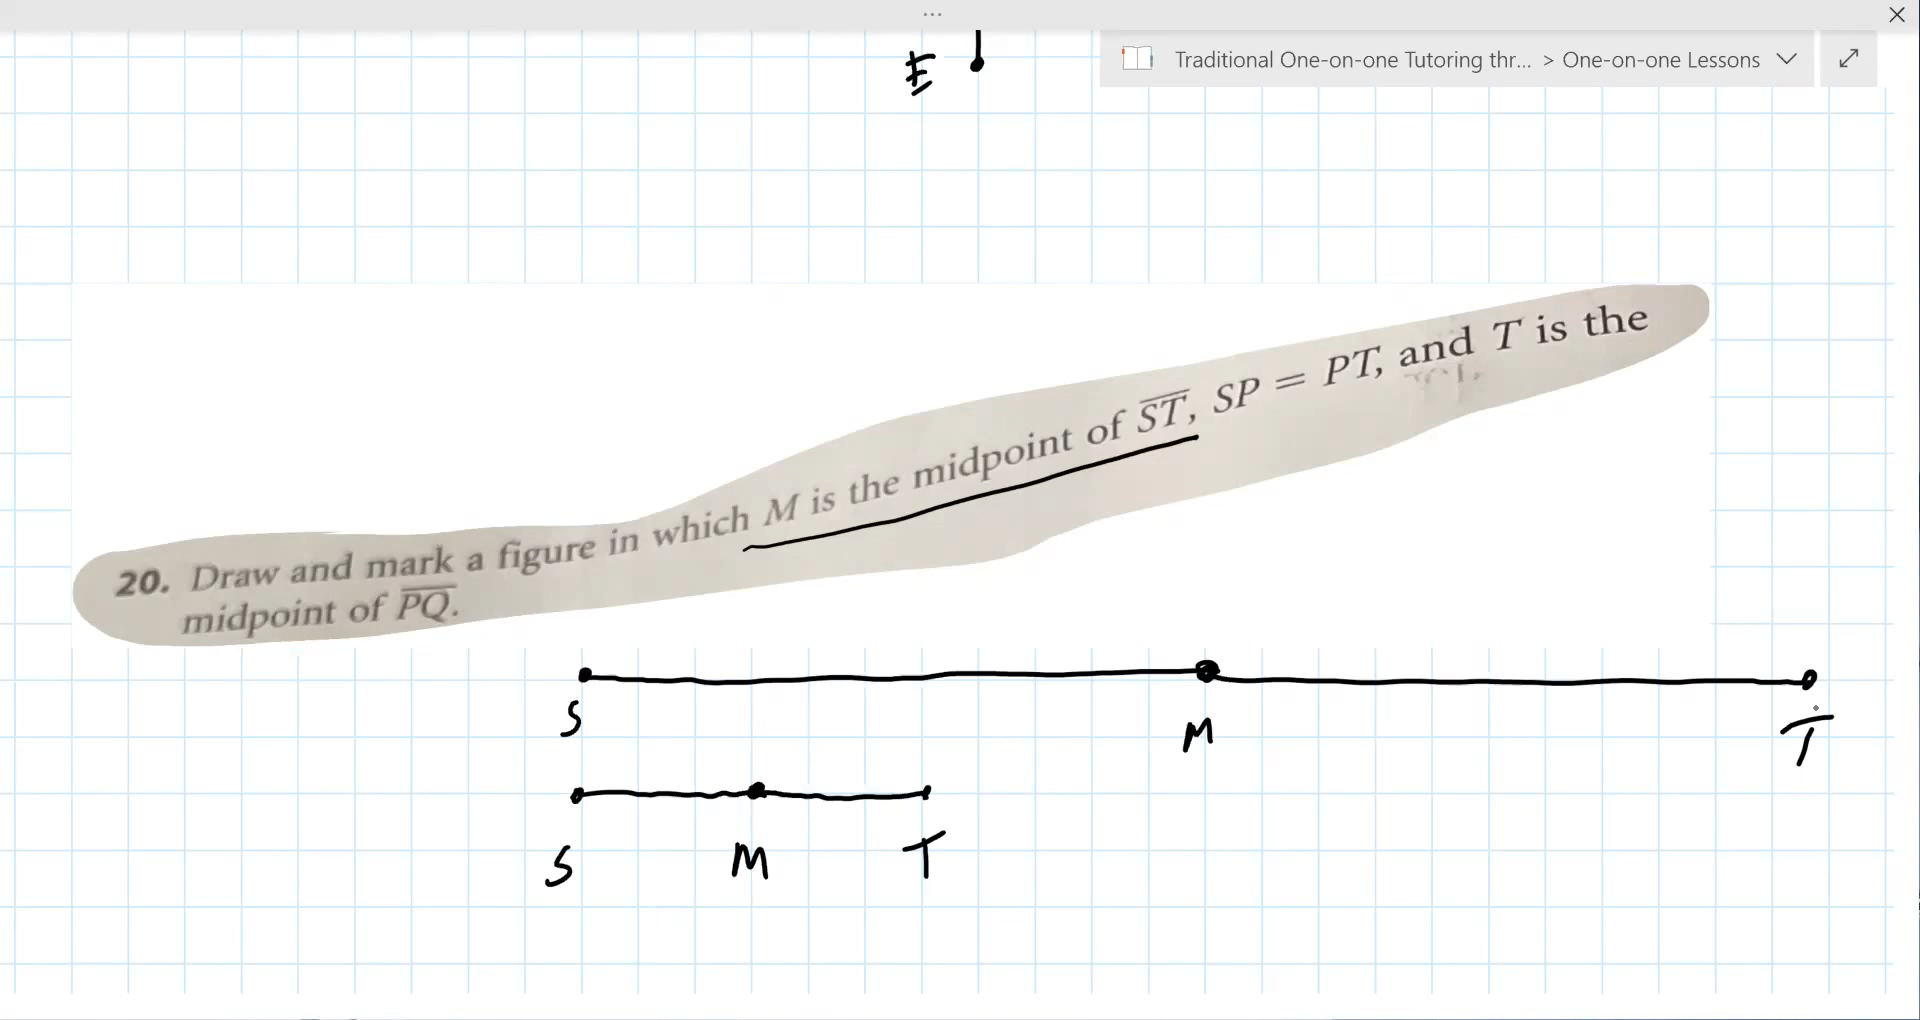 ...
E
Traditional One-on-one Tutoring thr... > One-on-one Lessons
20. Draw and mark a figure in which M is the midpoint of ST, SP = PT, and T is the
midpoint of PQ.
S M T
S M T